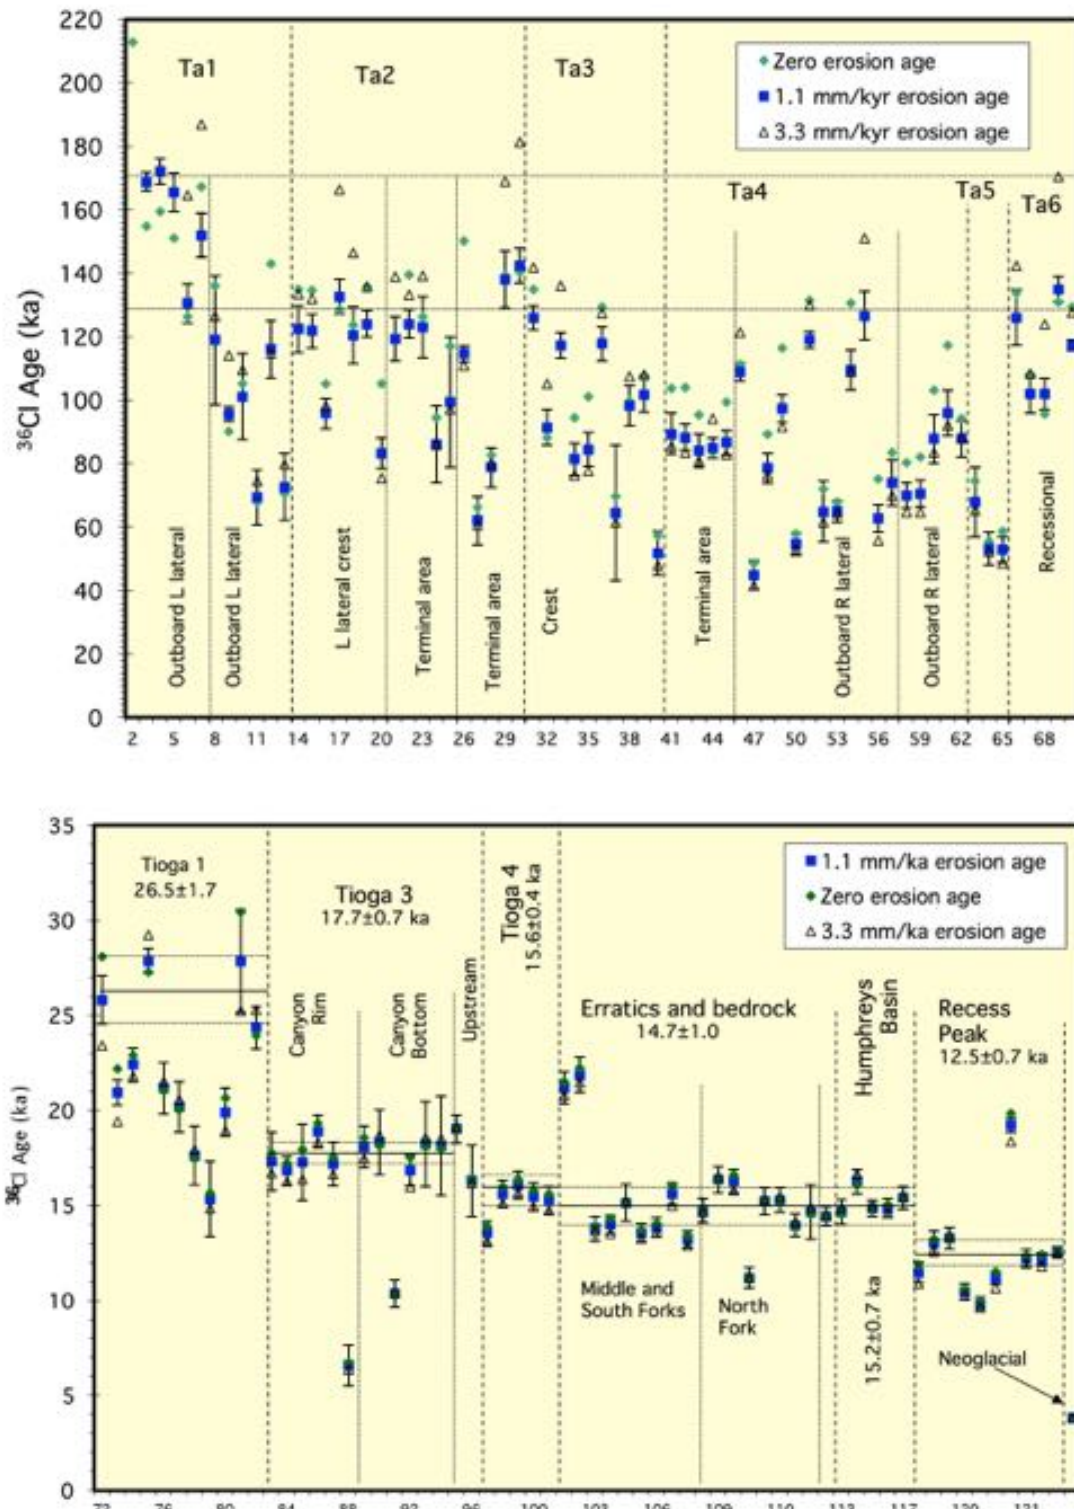 220
200
180
160
140
120
100
80
60
40
20
0
36Cl Age (ka)
Ta1
Ta2
Ta3
Ta4
Ta5
Ta6
Zero erosion age
1.1 mm/kyr erosion age
3.3 mm/kyr erosion age
Outboard L lateral
Outboard L lateral
L lateral crest
Terminal area
Terminal area
Crest
Terminal area
Outboard R lateral
Outboard R lateral
Recessional
2 5 8 11 14 17 20 23 26 29 32 35 38 41 44 47 50 53 56 59 62 65 68
35
30
25
20
15
10
5
0
36Cl Age (ka)
Tioga 1
26.5±1.7
Tioga 3
17.7±0.7 ka
Tioga 4
15.6±0.4 ka
1.1 mm/ka erosion age
Zero erosion age
3.3 mm/ka erosion age
Canyon
Rim
Canyon
Bottom
Upstream
Erratics and bedrock
14.7±1.0
Humphreys
Basin
Recess
Peak
12.5±0.7 ka
Middle and
South Forks
North
Fork
15.2±0.7 ka
Neoglacial